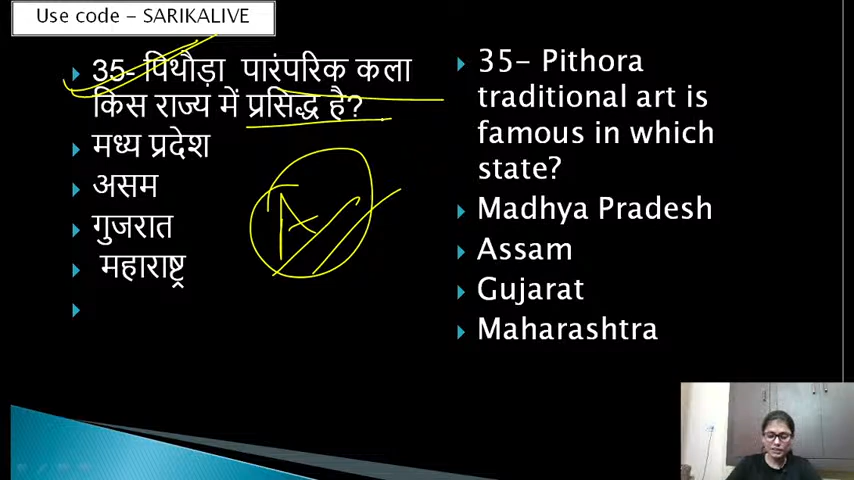 Use code – SARIKALIVE
35- पिथौड़ा पारंपरिक कला
किस राज्य में प्रसिद्ध है?
मध्य प्रदेश
असम
गुजरात
महाराष्ट्र
A
35– Pithora
traditional art is
famous in which
state?
Madhya Pradesh
Assam
Gujarat
Maharashtra